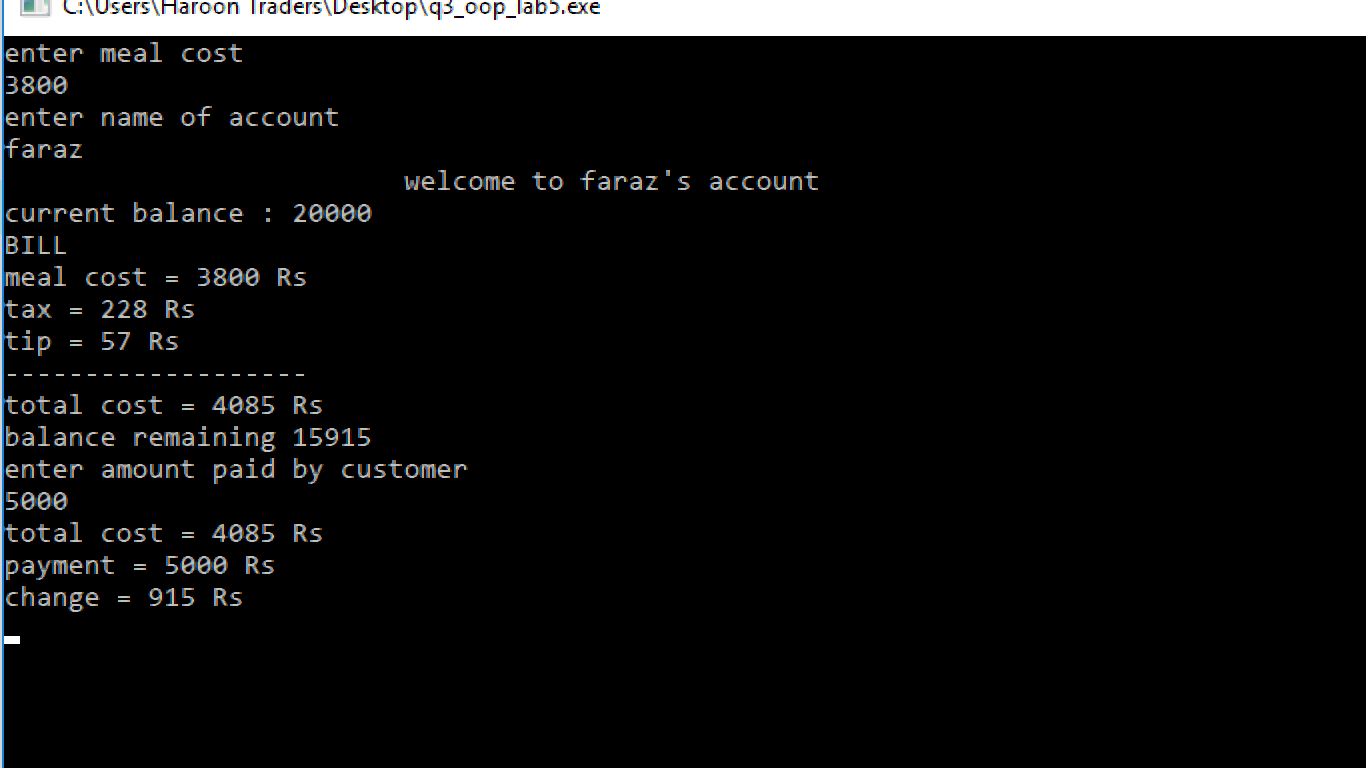 C:\Users\Haroon Traders\Desktop\q3_oop_lab5.exe
enter meal cost
3800
enter name of account
faraz
welcome to faraz's account
current balance : 20000
BILL
meal cost = 3800 Rs
tax = 228 Rs
tip = 57 Rs
-------------------
total cost = 4085 Rs
balance remaining 15915
enter amount paid by customer
5000
total cost = 4085 Rs
payment = 5000 Rs
change = 915 Rs